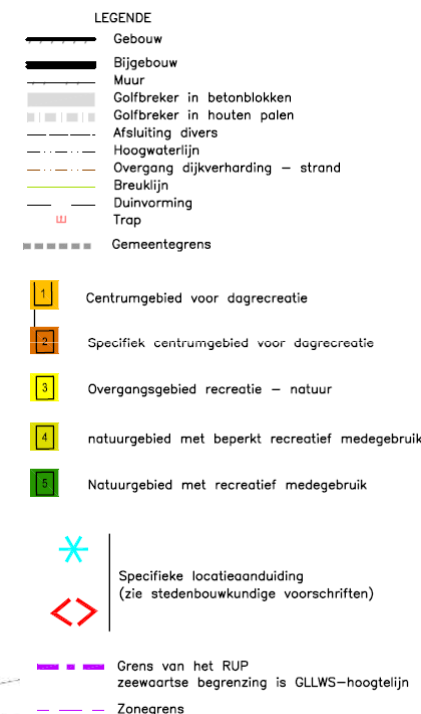 LEGENDE
Gebouw
Bijgebouw
Muur
Golfbreker in betonblokken
Golfbreker in houten palen
Afsluiting divers
Hoogwaterlijn
Overgang dijkverharding – strand
Breuklijn
Duinvorming
Trap
Gemeentegrens
1 Centrumgebied voor dagrecreatie
2 Specifiek centrumgebied voor dagrecreatie
3 Overgangsgebied recreatie – natuur
4 natuurgebied met beperkt recreatief medegebruik
5 Natuurgebied met recreatief medegebruik
Specifieke locatieaanduiding
(zie stedenbouwkundige voorschriften)
Grens van het RUP
zeewaartse begrenzing is GLLWS–hoogtelijn
Zonegrens